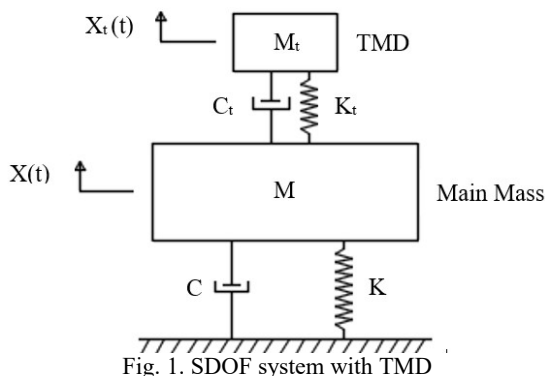 Xt(t)
Mt
TMD
Ct
Kt
X(t)
M
Main Mass
C
K
Fig. 1. SDOF system with TMD